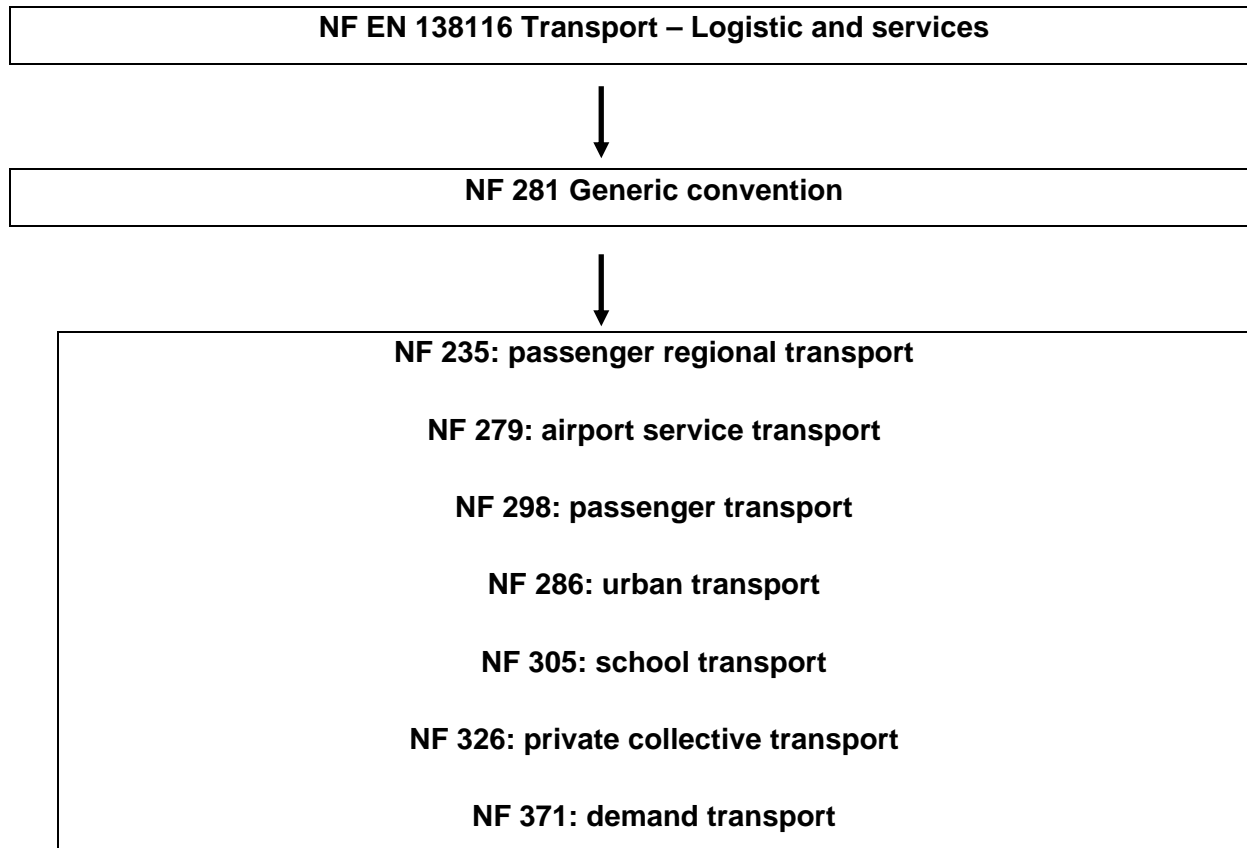 NF EN 138116 Transport – Logistic and services
NF 281 Generic convention
NF 235: passenger regional transport
NF 279: airport service transport
NF 298: passenger transport
NF 286: urban transport
NF 305: school transport
NF 326: private collective transport
NF 371: demand transport